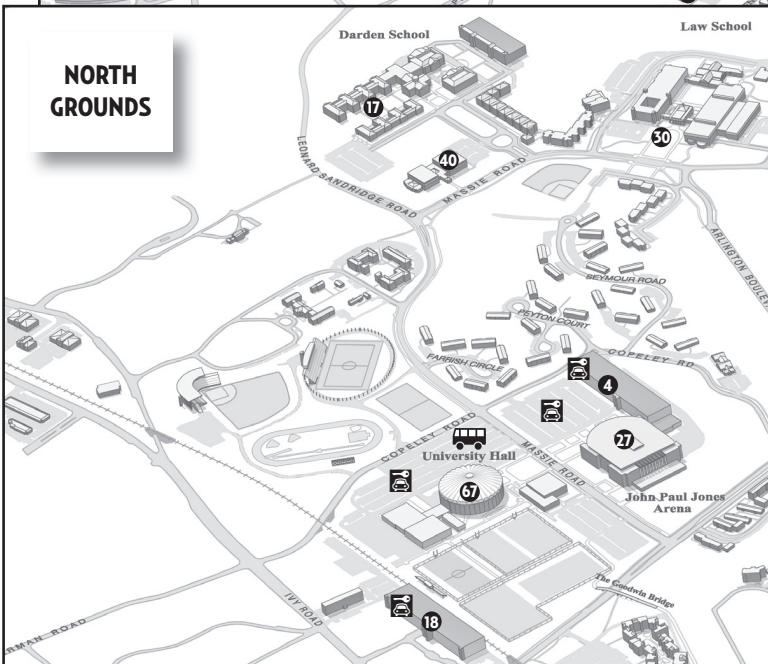 NORTH
GROUNDS
Darden School
Law School
17
30
40
LEONARD SANDRIDGE ROAD
MASSIE ROAD
ARLINGTON
SEYMOUR ROAD
PEYTON COURT
FARRISH CIRCLE
COPELEY RD
4
COPELEY ROAD
MASSIE ROAD
27
University Hall
67
John Paul Jones
Arena
The Goodwin Bridge
IVY ROAD
18
RMAN ROAD